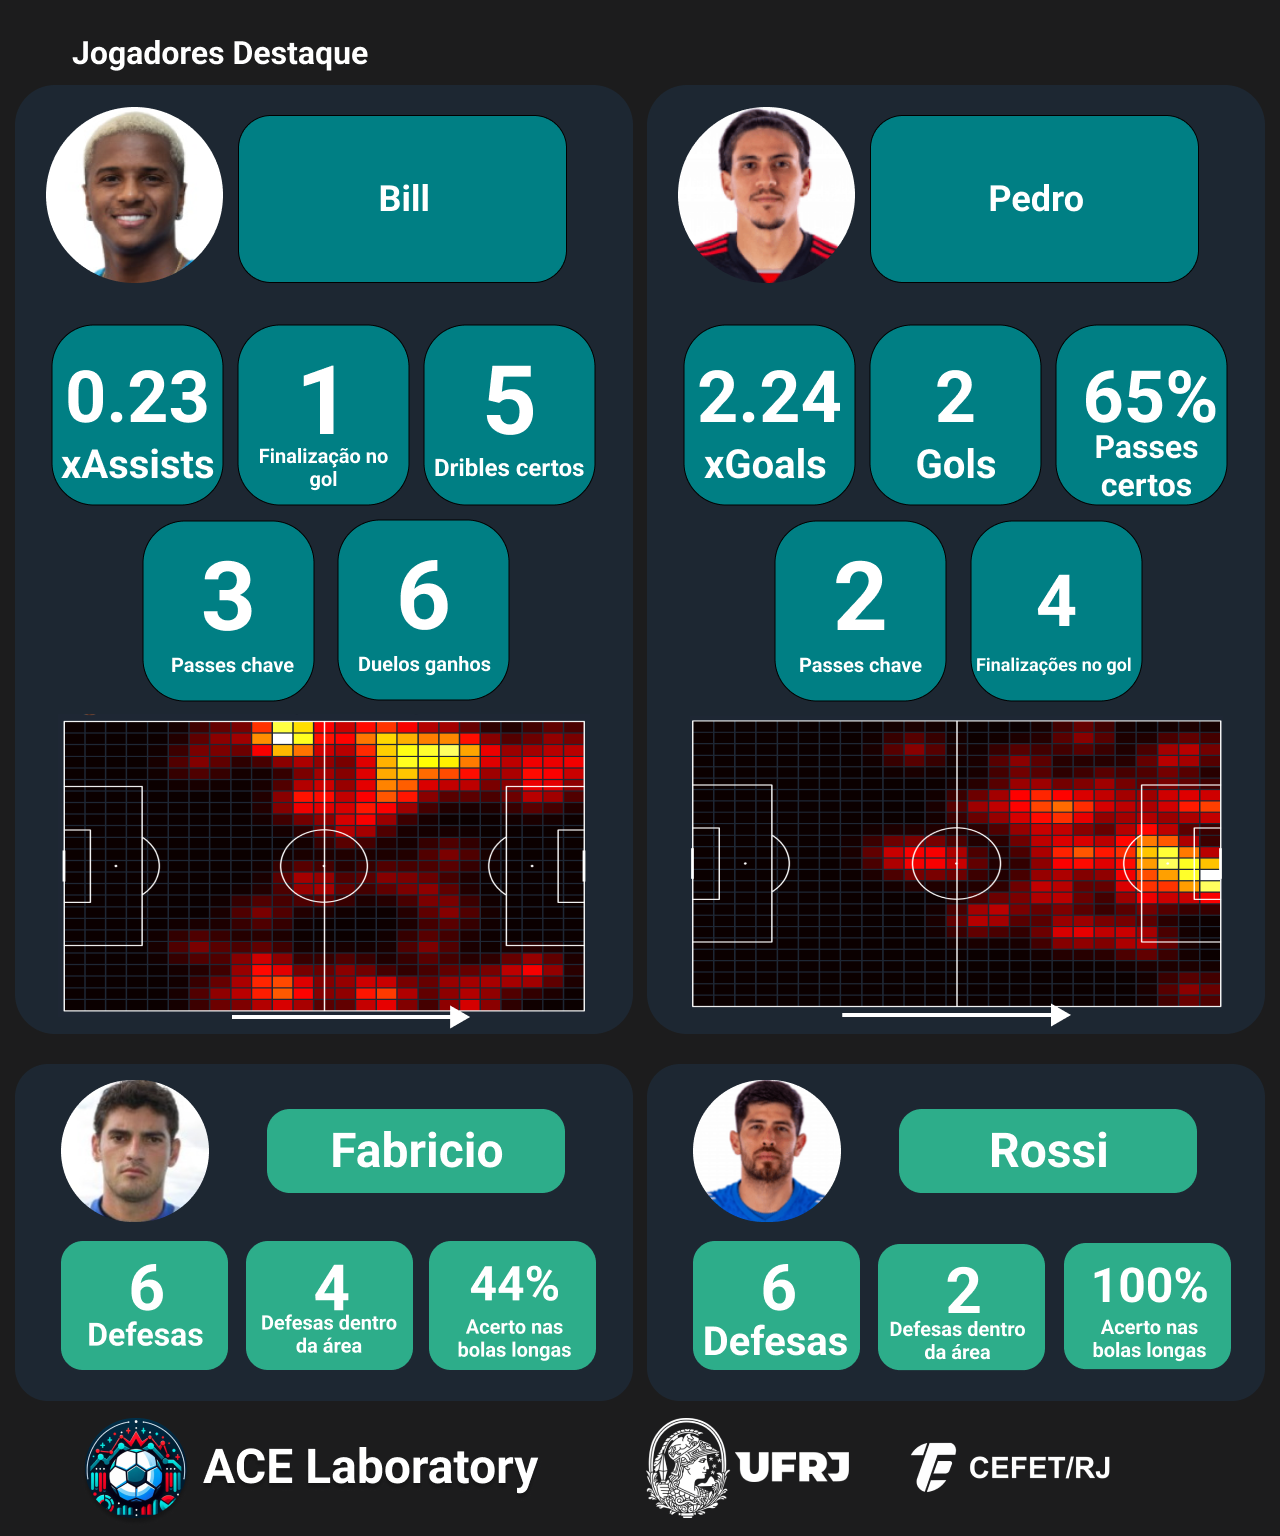 Jogadores Destaque
Bill
0.23
xAssists
1
Finalização no
gol
5
Dribles certos
3
Passes chave
6
Duelos ganhos
Pedro
2.24
xGoals
2
Gols
65%
Passes
certos
2
Passes chave
4
Finalizações no gol
Fabricio
6
Defesas
4
Defesas dentro
da área
44%
Acerto nas
bolas longas
Rossi
6
Defesas
2
Defesas dentro
da área
100%
Acerto nas
bolas longas
ACE Laboratory
UFRJ
CEFET/RJ